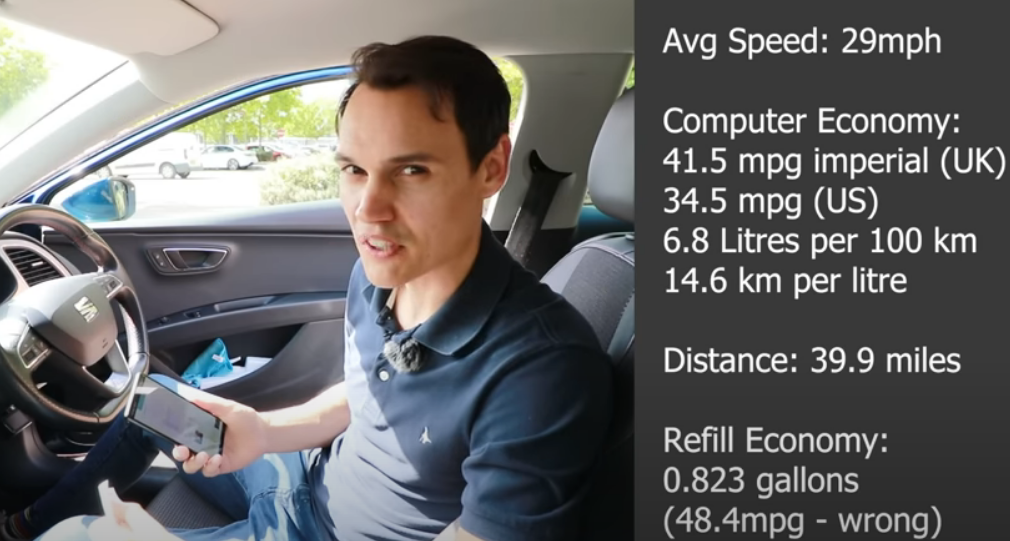 Avg Speed: 29mph
Computer Economy:
41.5 mpg imperial (UK)
34.5 mpg (US)
6.8 Litres per 100 km
14.6 km per litre
Distance: 39.9 miles
Refill Economy:
0.823 gallons
(48.4mpg - wrong)